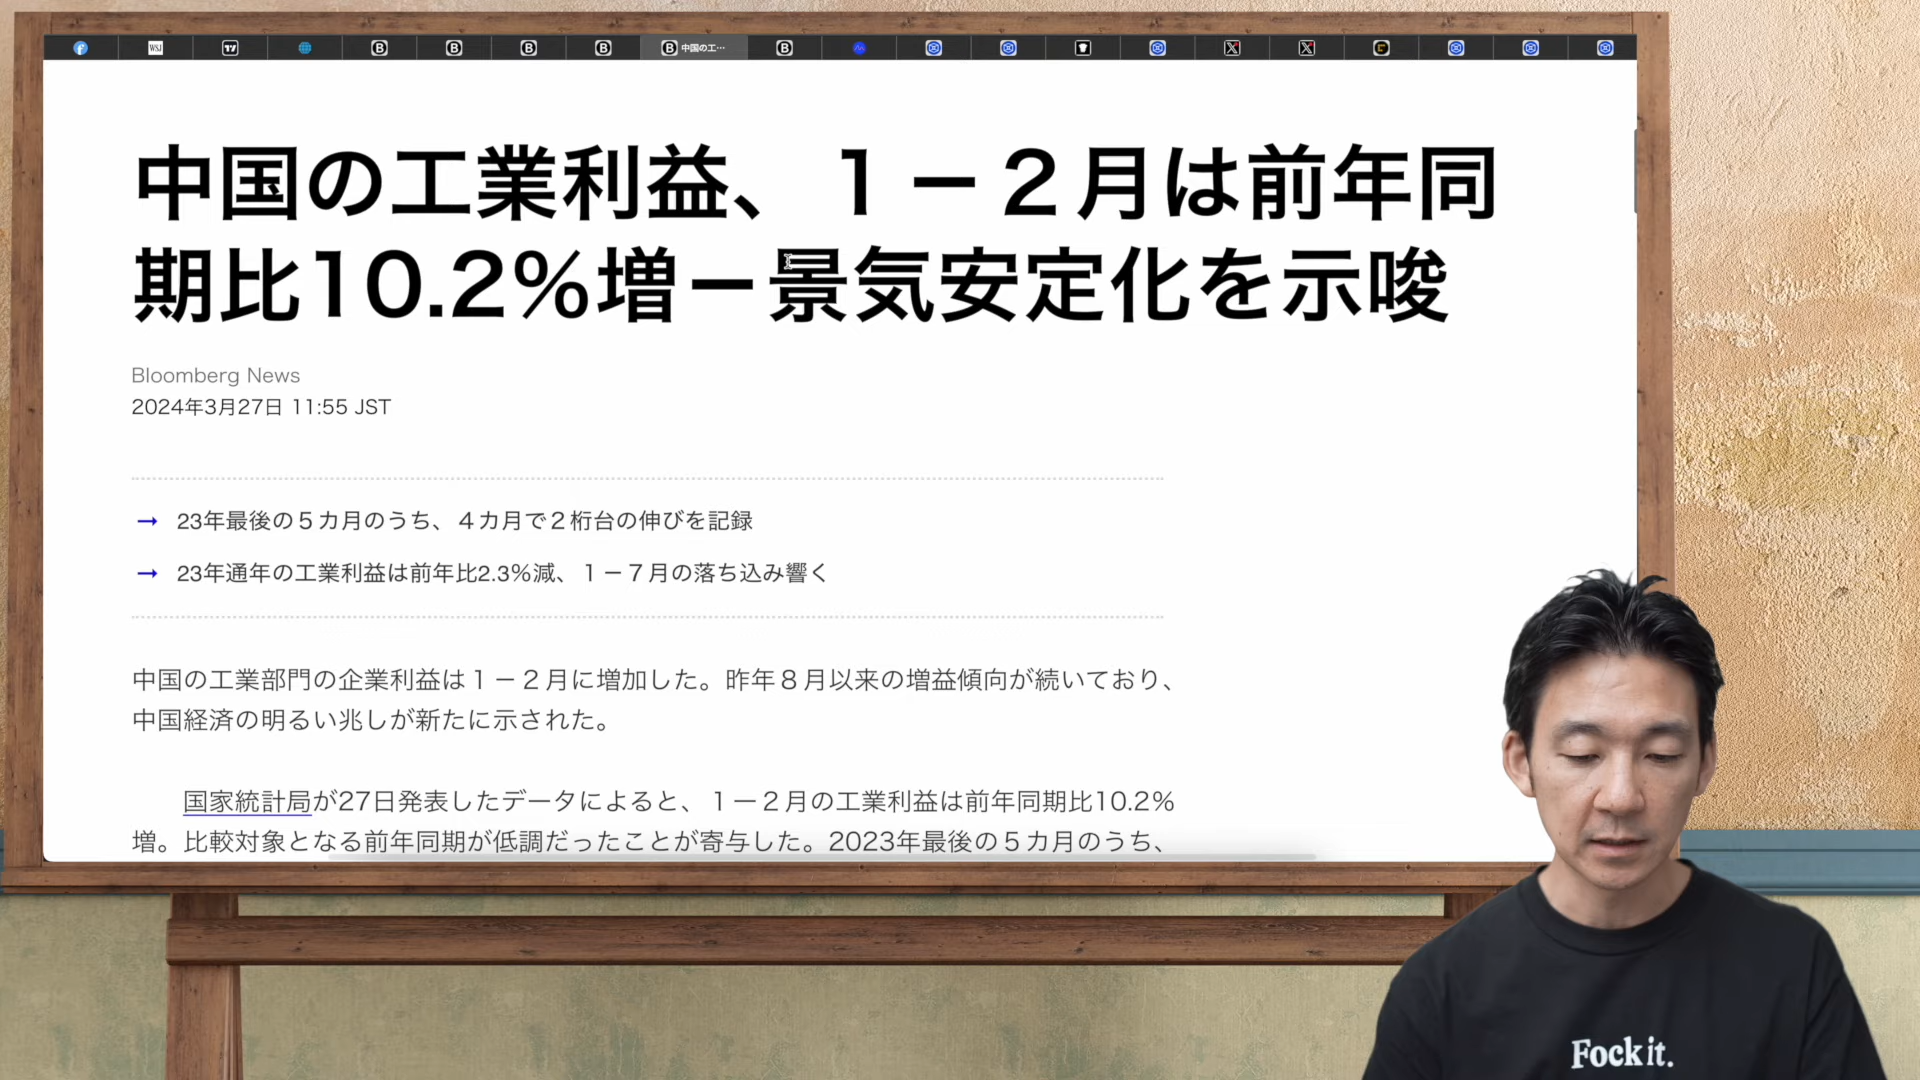 WSJ
中国のエ…
中国の工業利益、１－２月は前年同
期比10.2％増－景気安定化を示唆
Bloomberg News
2024年3月27日 11:55 JST
→ 23年最後の５カ月のうち、４カ月で２桁台の伸びを記録
→ 23年通年の工業利益は前年比2.3％減、１－７月の落ち込み響く
中国の工業部門の企業利益は１－２月に増加した。昨年８月以来の増益傾向が続いており、
中国経済の明るい兆しが新たに示された。
国家統計局が27日発表したデータによると、１—２月の工業利益は前年同期比10.2％
増。比較対象となる前年同期が低調だったことが寄与した。2023年最後の５カ月のうち、
Fock it.